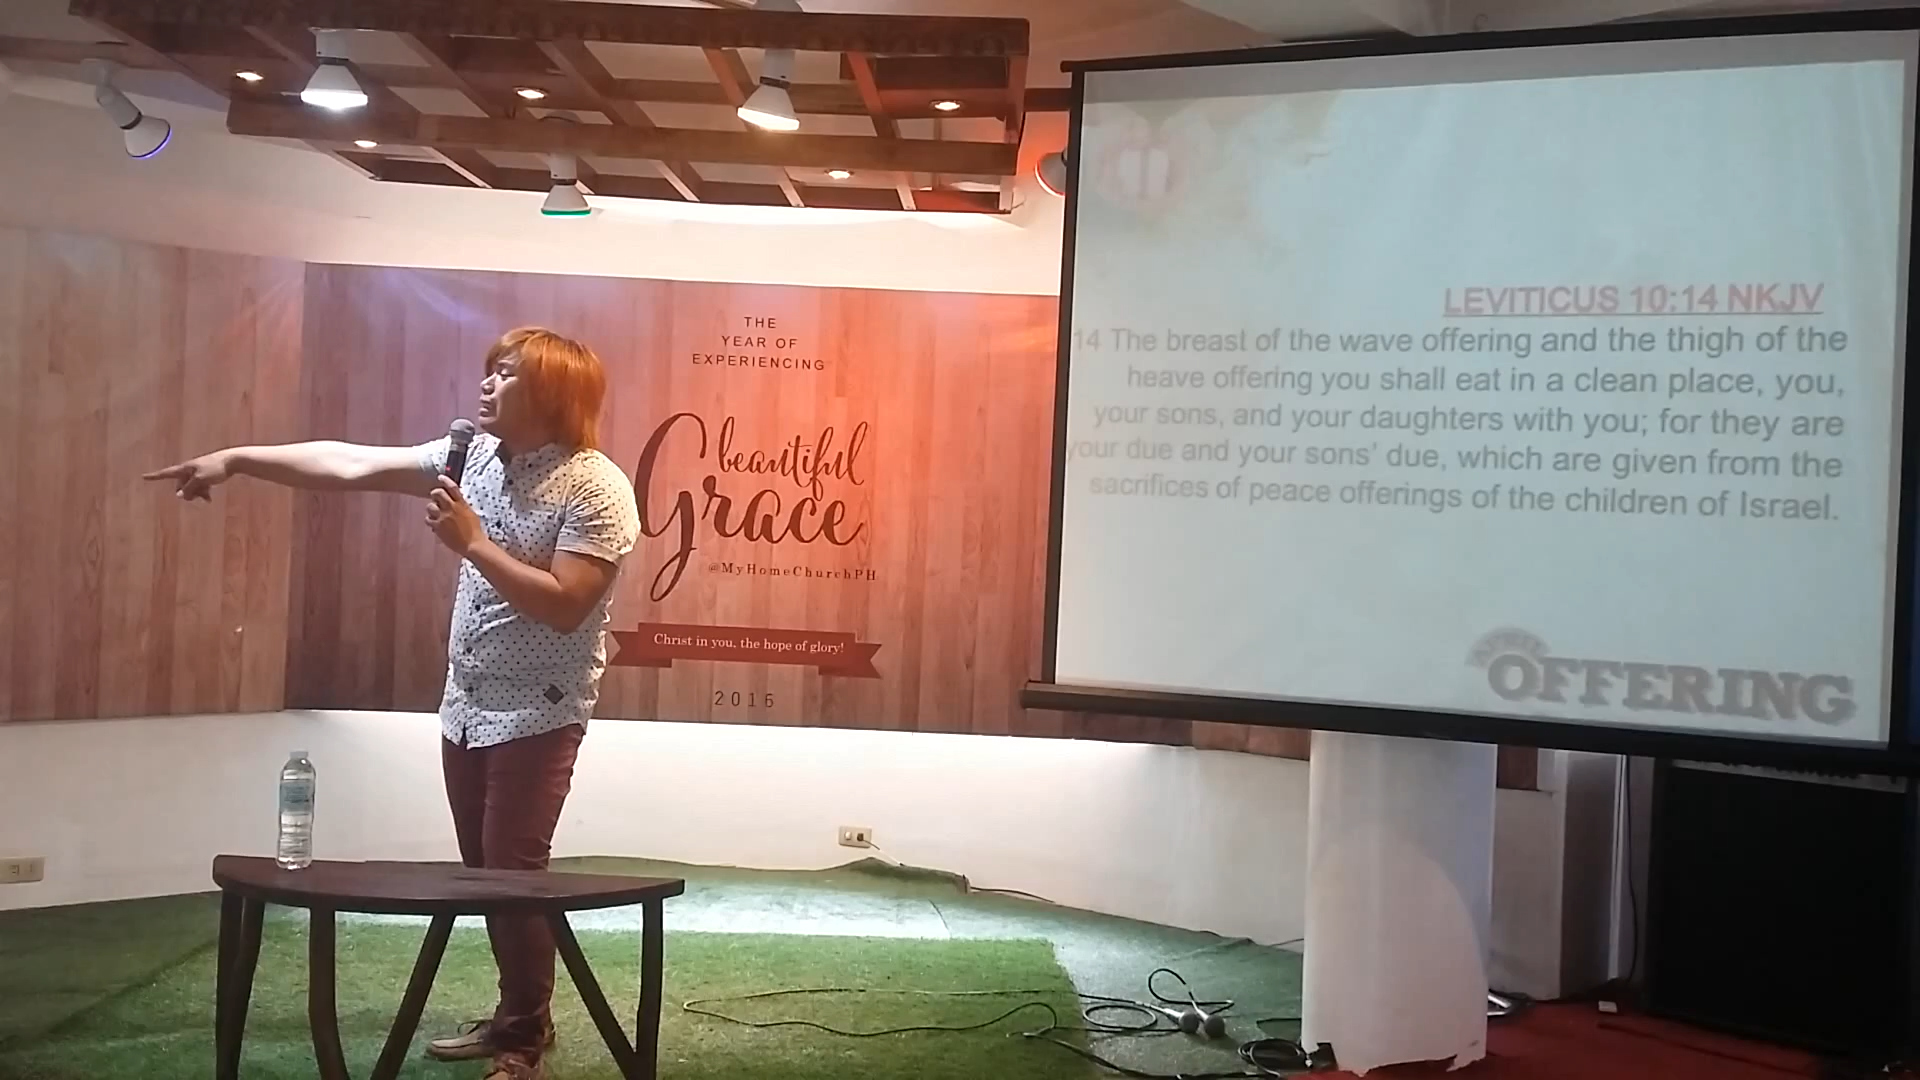 THE
YEAR OF
EXPERIENCING
beautiful
Grace
@MyHomeChurchPH
Christ in you, the hope of glory!
2016
LEVITICUS 10:14 NKJV
14 The breast of the wave offering and the thigh of the
heave offering you shall eat in a clean place, you,
your sons, and your daughters with you; for they are
your due and your sons' due, which are given from the
sacrifices of peace offerings of the children of Israel.
OFFERING